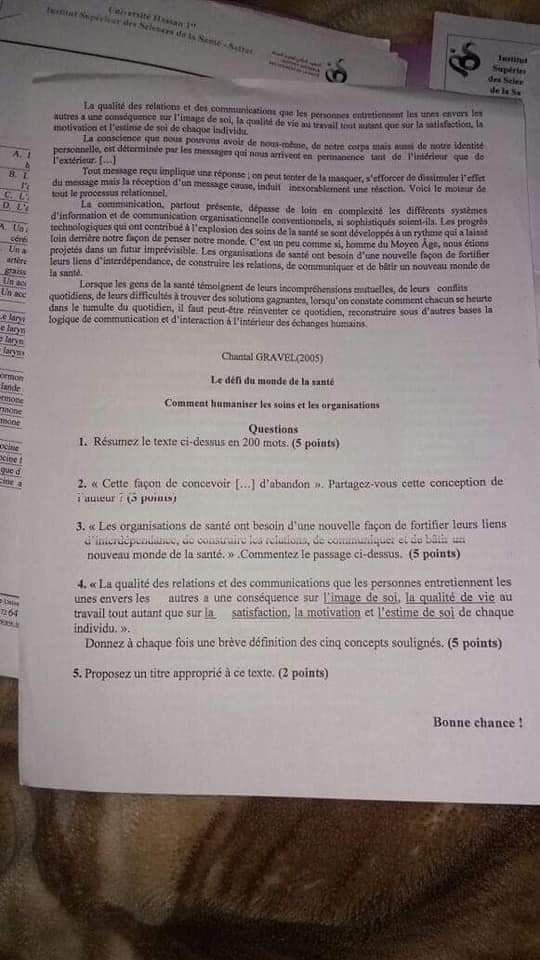 Université Hassan 1er
Institut Supérieur des Sciences de la Santé - Settat
Institut
Supérieur
des Scien
de la Sa
La qualité des relations et des communications que les personnes entretiennent les unes envers les
autres a une conséquence sur l'image de soi, la qualité de vie au travail tout autant que sur la satisfaction, la
motivation et l'estime de soi de chaque individu.
La conscience que nous pouvons avoir de nous-même, de notre corps mais aussi de notre identité
personnelle, est déterminée par les messages qui nous arrivent en permanence tant de l'intérieur que de
l'extérieur. [...]
Tout message reçu implique une réponse ; on peut tenter de la masquer, s'efforcer de dissimuler l'effet
du message mais la réception d'un message cause, induit inexorablement une réaction. Voici le moteur de
tout le processus relationnel.
La communication, partout présente, dépasse de loin en complexité les différents systèmes
d'information et de communication organisationnelle conventionnels, si sophistiqués soient-ils. Les progrès
technologiques qui ont contribué à l'explosion des soins de la santé se sont développés à un rythme qui a laissé
loin derrière notre façon de penser notre monde. C'est un peu comme si, homme du Moyen Âge, nous étions
projetés dans un futur imprévisible. Les organisations de santé ont besoin d'une nouvelle façon de fortifier
leurs liens d'interdépendance, de construire les relations, de communiquer et de bâtir un nouveau monde de
la santé.
Lorsque les gens de la santé témoignent de leurs incompréhensions mutuelles, de leurs conflits
quotidiens, de leurs difficultés à trouver des solutions gagnantes, lorsqu'on constate comment chacun se heurte
dans le tumulte du quotidien, il faut peut-être réinventer ce quotidien, reconstruire sous d'autres bases la
logique de communication et d'interaction à l'intérieur des échanges humains.
Chantal GRAVEL(2005)
Le défi du monde de la santé
Comment humaniser les soins et les organisations
Questions
1. Résumez le texte ci-dessus en 200 mots. (5 points)
2. « Cette façon de concevoir [...] d'abandon ». Partagez-vous cette conception de
l'auteur ? (3 points)
3. « Les organisations de santé ont besoin d'une nouvelle façon de fortifier leurs liens
d'interdépendance, de construire les relations, de communiquer et de bâtir un
nouveau monde de la santé. » .Commentez le passage ci-dessus. (5 points)
4. « La qualité des relations et des communications que les personnes entretiennent les
unes envers les autres a une conséquence sur l'image de soi, la qualité de vie au
travail tout autant que sur la satisfaction, la motivation et l'estime de soi de chaque
individu. ».
Donnez à chaque fois une brève définition des cinq concepts soulignés. (5 points)
5. Proposez un titre approprié à ce texte. (2 points)
Bonne chance !